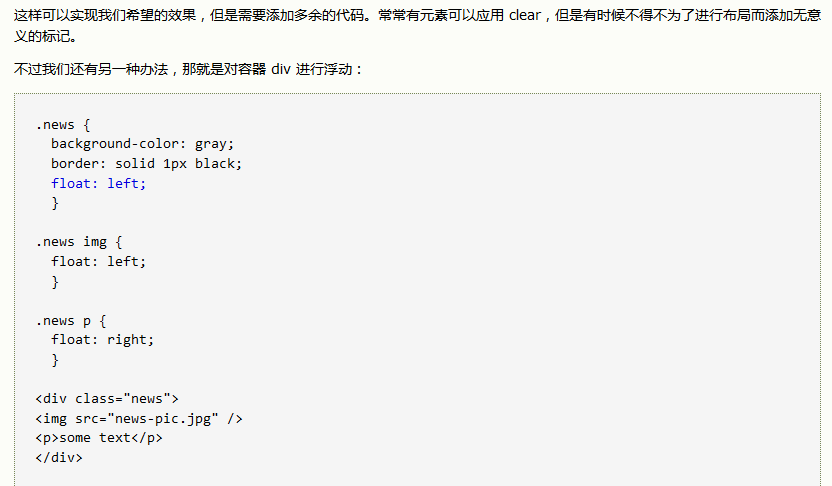 这样可以实现我们希望的效果，但是需要添加多余的代码。常常有元素可以应用 clear，但是有时候不得不为了进行布局而添加无意
义的标记。
不过我们还有另一种办法，那就是对容器 div 进行浮动：
.news {
  background-color: gray;
  border: solid 1px black;
  float: left;
  }
.news img {
  float: left;
  }
.news p {
  float: right;
  }
<div class="news">
<img src="news-pic.jpg" />
<p>some text</p>
</div>